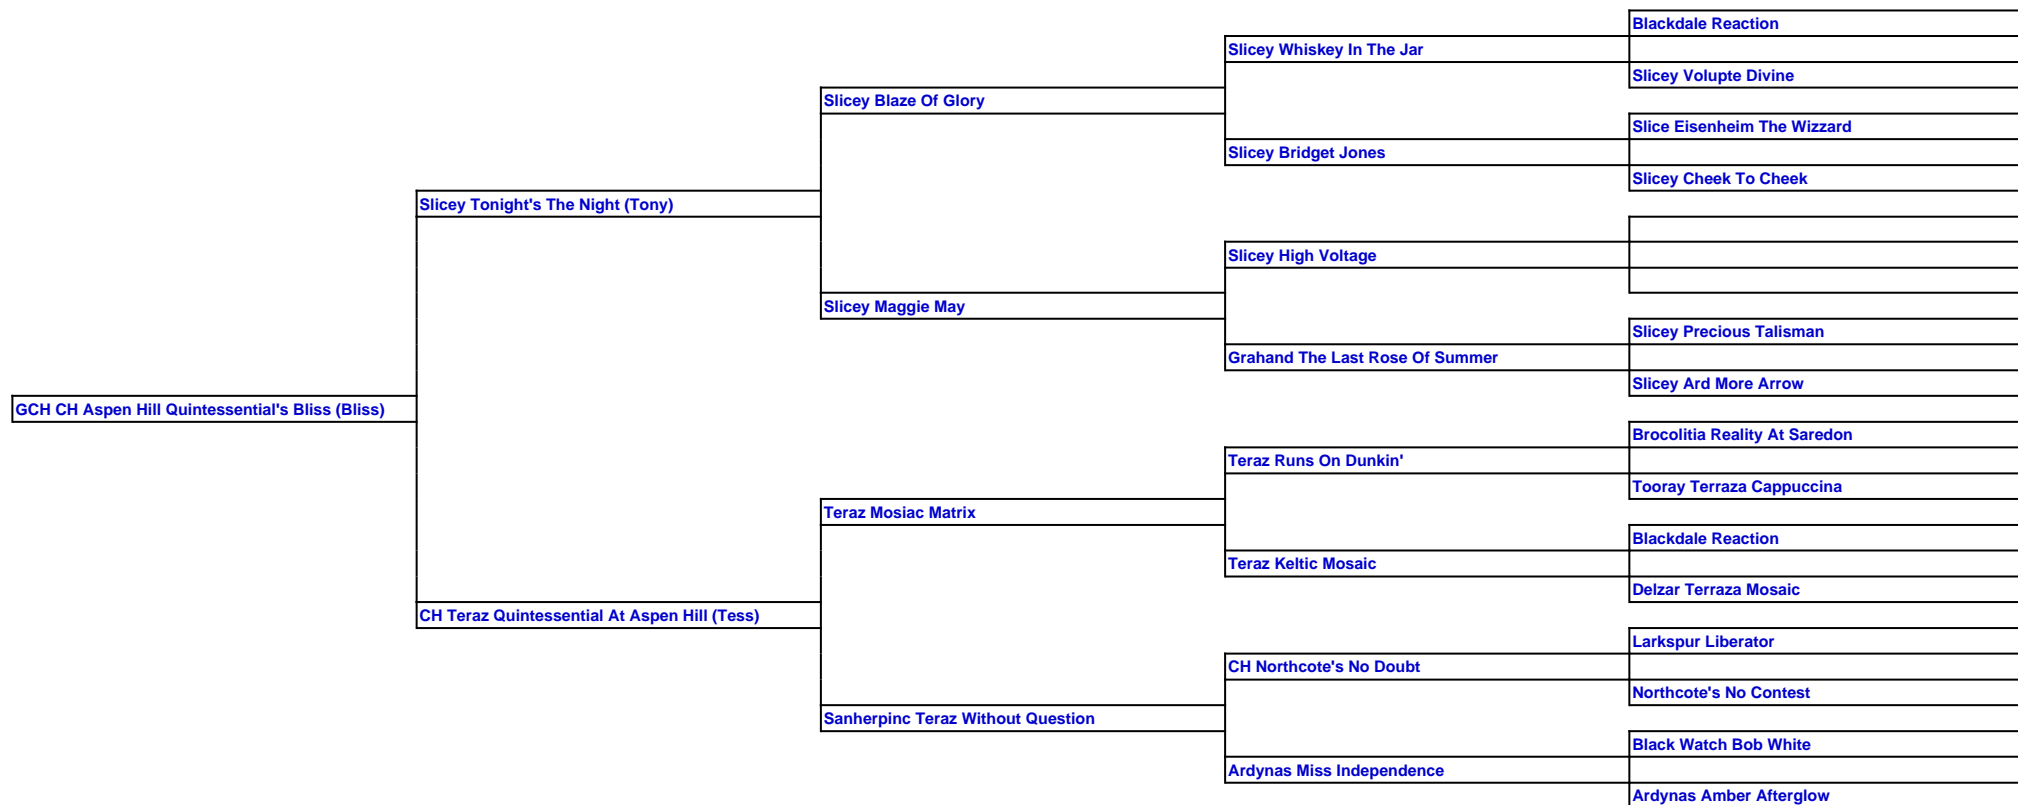 Blackdale Reaction
Slicey Whiskey In The Jar
Slicey Volupte Divine
Slicey Blaze Of Glory
Slice Eisenheim The Wizzard
Slicey Bridget Jones
Slicey Cheek To Cheek
Slicey Tonight's The Night (Tony)
Slicey High Voltage
Slicey Maggie May
Slicey Precious Talisman
Grahand The Last Rose Of Summer
Slicey Ard More Arrow
GCH CH Aspen Hill Quintessential's Bliss (Bliss)
Brocolitia Reality At Saredon
Teraz Runs On Dunkin'
Tooray Terraza Cappuccina
Teraz Mosiac Matrix
Blackdale Reaction
Teraz Keltic Mosaic
Delzar Terraza Mosaic
CH Teraz Quintessential At Aspen Hill (Tess)
Larkspur Liberator
CH Northcote's No Doubt
Northcote's No Contest
Sanherpinc Teraz Without Question
Black Watch Bob White
Ardynas Miss Independence
Ardynas Amber Afterglow